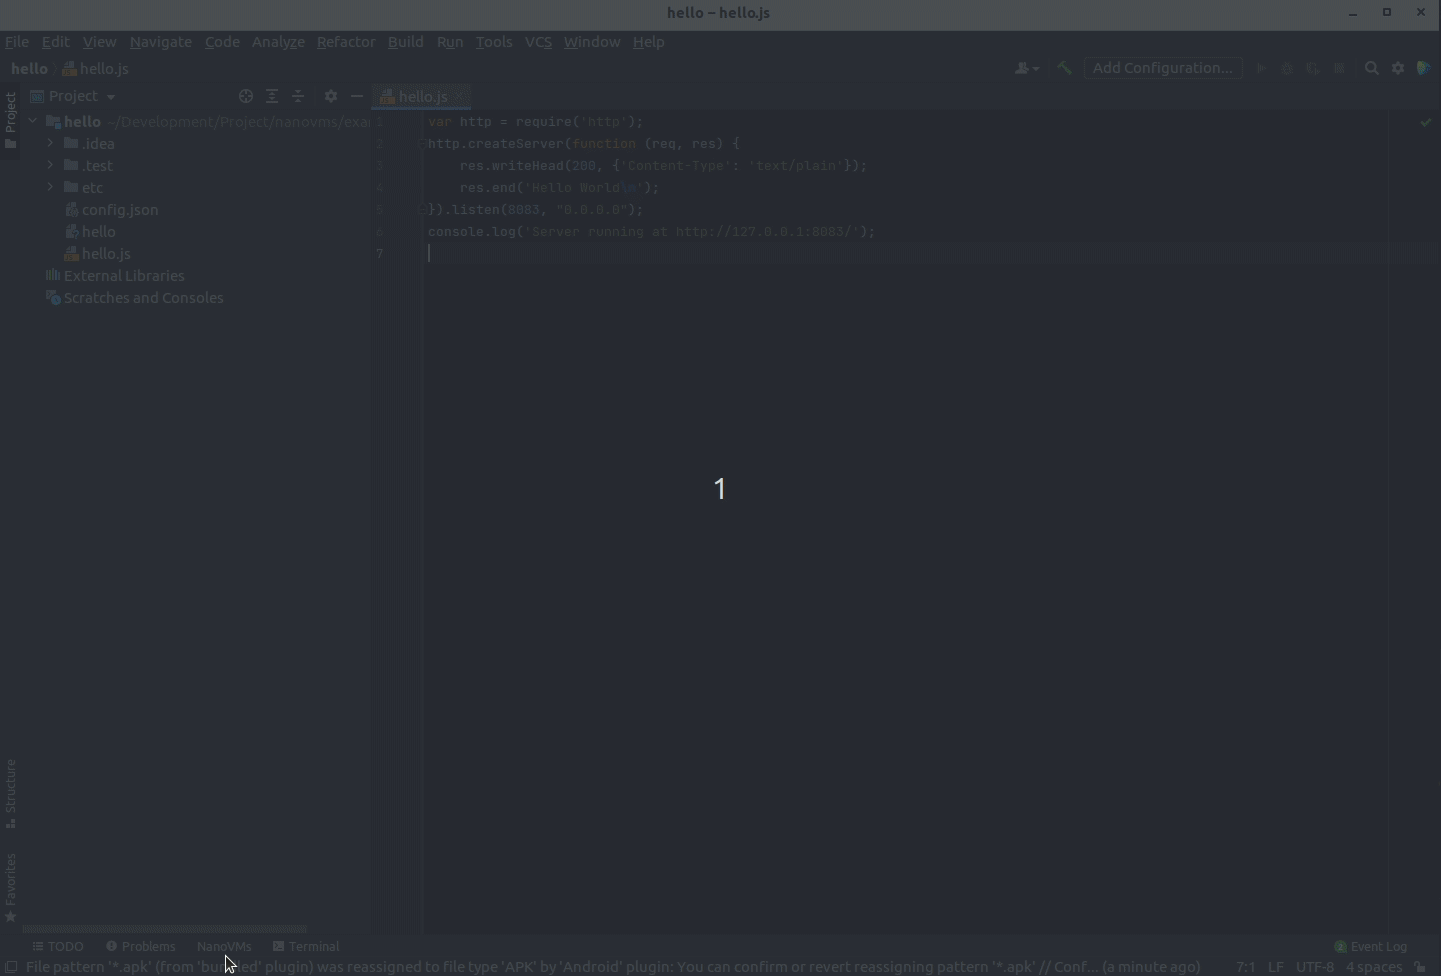 hello – hello.js
File Edit View Navigate Code Analyze Refactor Build Run Tools VCS Window Help
hello hello.js
Add Configuration...
Project
Project
hello.js
hello ~/Development/Project/nanovms/exa
.idea
.test
etc
config.json
hello
hello.js
External Libraries
Scratches and Consoles
1 var http = require('http');
2 http.createServer(function (req, res) {
3 res.writeHead(200, {'Content-Type': 'text/plain'});
4 res.end('Hello World\n');
5 }).listen(8083, "0.0.0.0");
6 console.log('Server running at http://127.0.0.1:8083/');
7
1
Structure
Favorites
TODO Problems NanoVMs Terminal
2 Event Log
File pattern '*.apk' (from 'bundled' plugin) was reassigned to file type 'APK' by 'Android' plugin: You can confirm or revert reassigning pattern '*.apk' // Conf... (a minute ago) 7:1 LF UTF-8 4 spaces